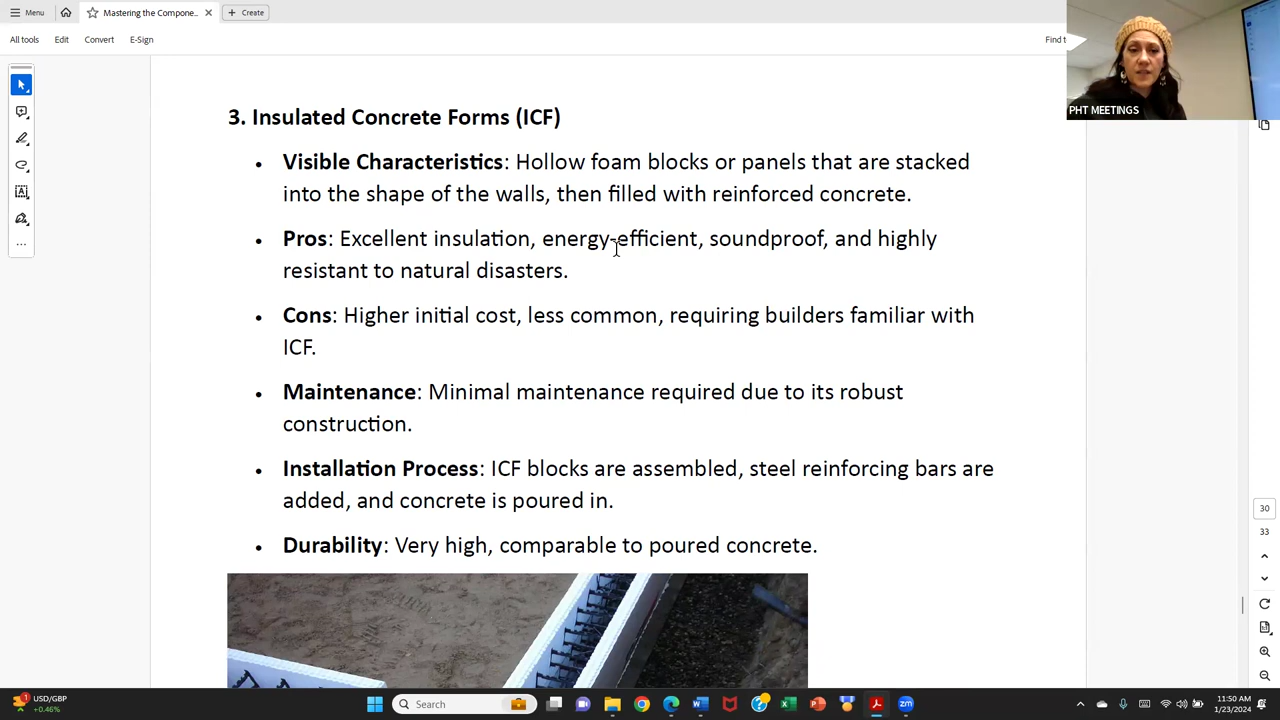 Menu
Mastering the Compone...
Create
All tools
Edit
Convert
E-Sign
Find t
PHT MEETINGS
3. Insulated Concrete Forms (ICF)
• Visible Characteristics: Hollow foam blocks or panels that are stacked
into the shape of the walls, then filled with reinforced concrete.
• Pros: Excellent insulation, energy-efficient, soundproof, and highly
resistant to natural disasters.
• Cons: Higher initial cost, less common, requiring builders familiar with
ICF.
• Maintenance: Minimal maintenance required due to its robust
construction.
• Installation Process: ICF blocks are assembled, steel reinforcing bars are
added, and concrete is poured in.
• Durability: Very high, comparable to poured concrete.
30
33
1
USD/GBP
+0.46%
Search
11:50 AM
1/23/2024